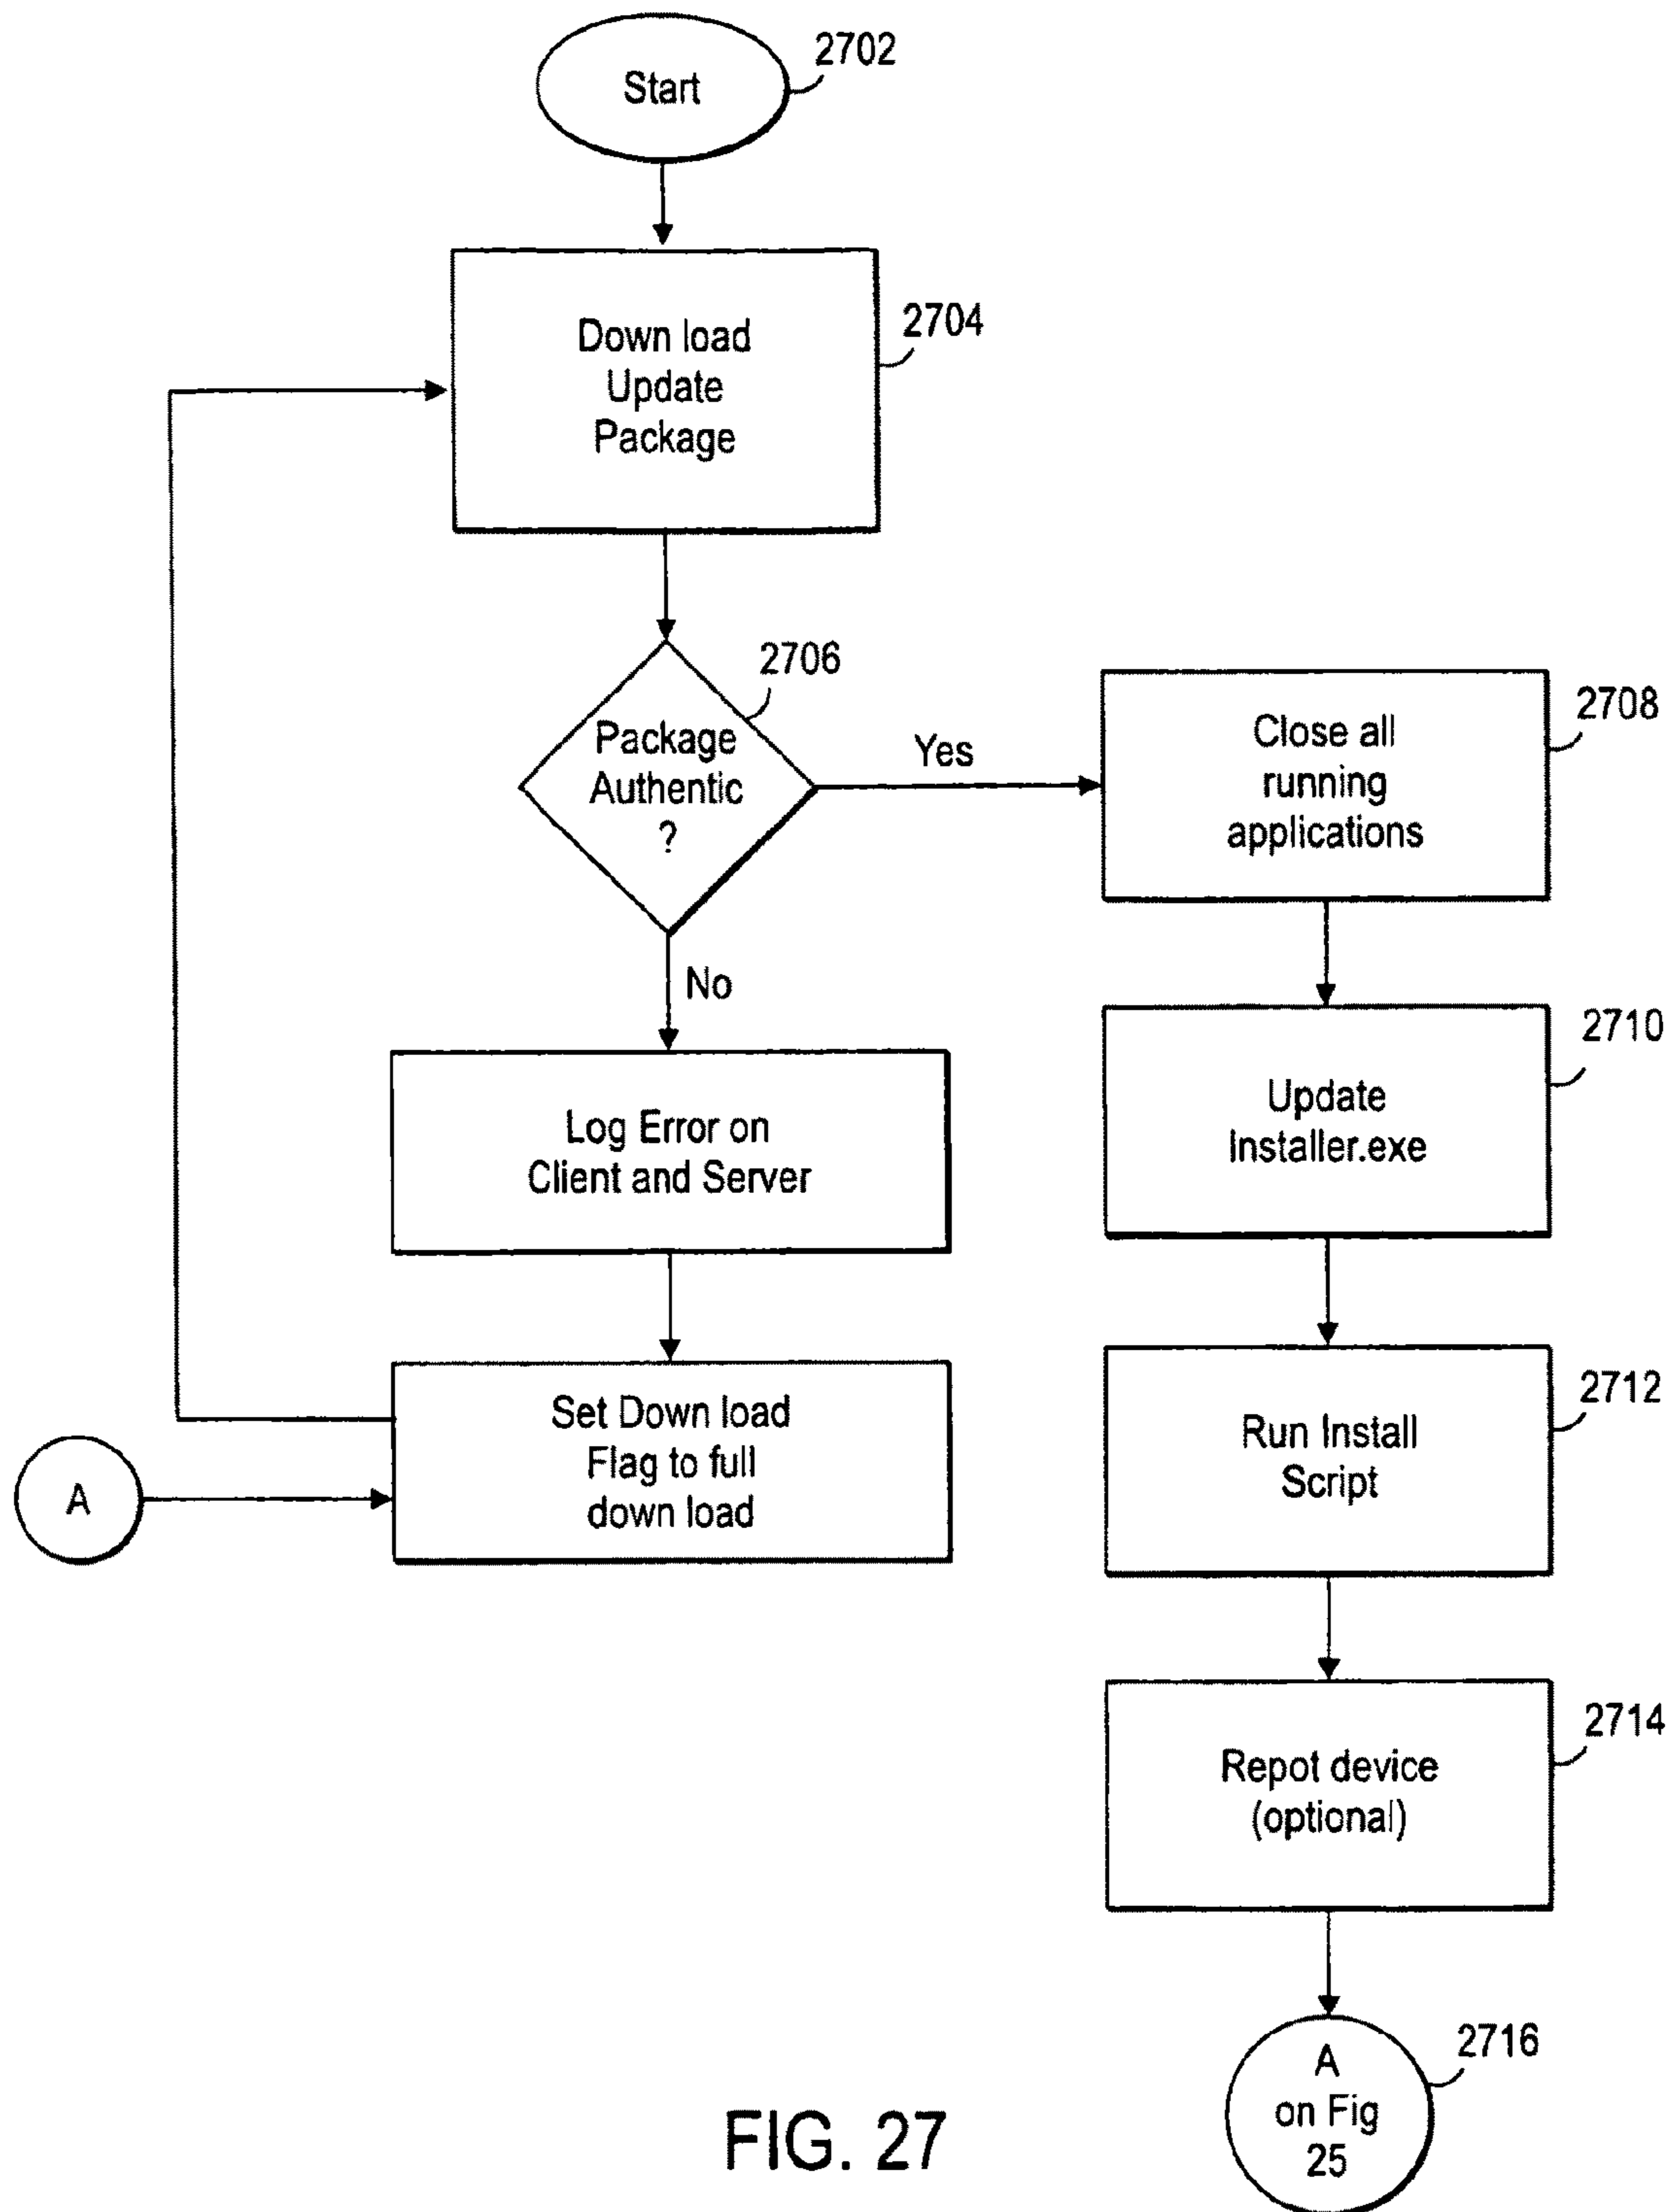 Start
2702
Down load
Update
Package
2704
Package
Authentic
?
2706
Yes
No
Close all
running
applications
2708
Update
Installer.exe
2710
Log Error on
Client and Server
Set Down load
Flag to full
down load
A
Run Install
Script
2712
Repot device
(optional)
2714
A
on Fig
25
2716
FIG. 27